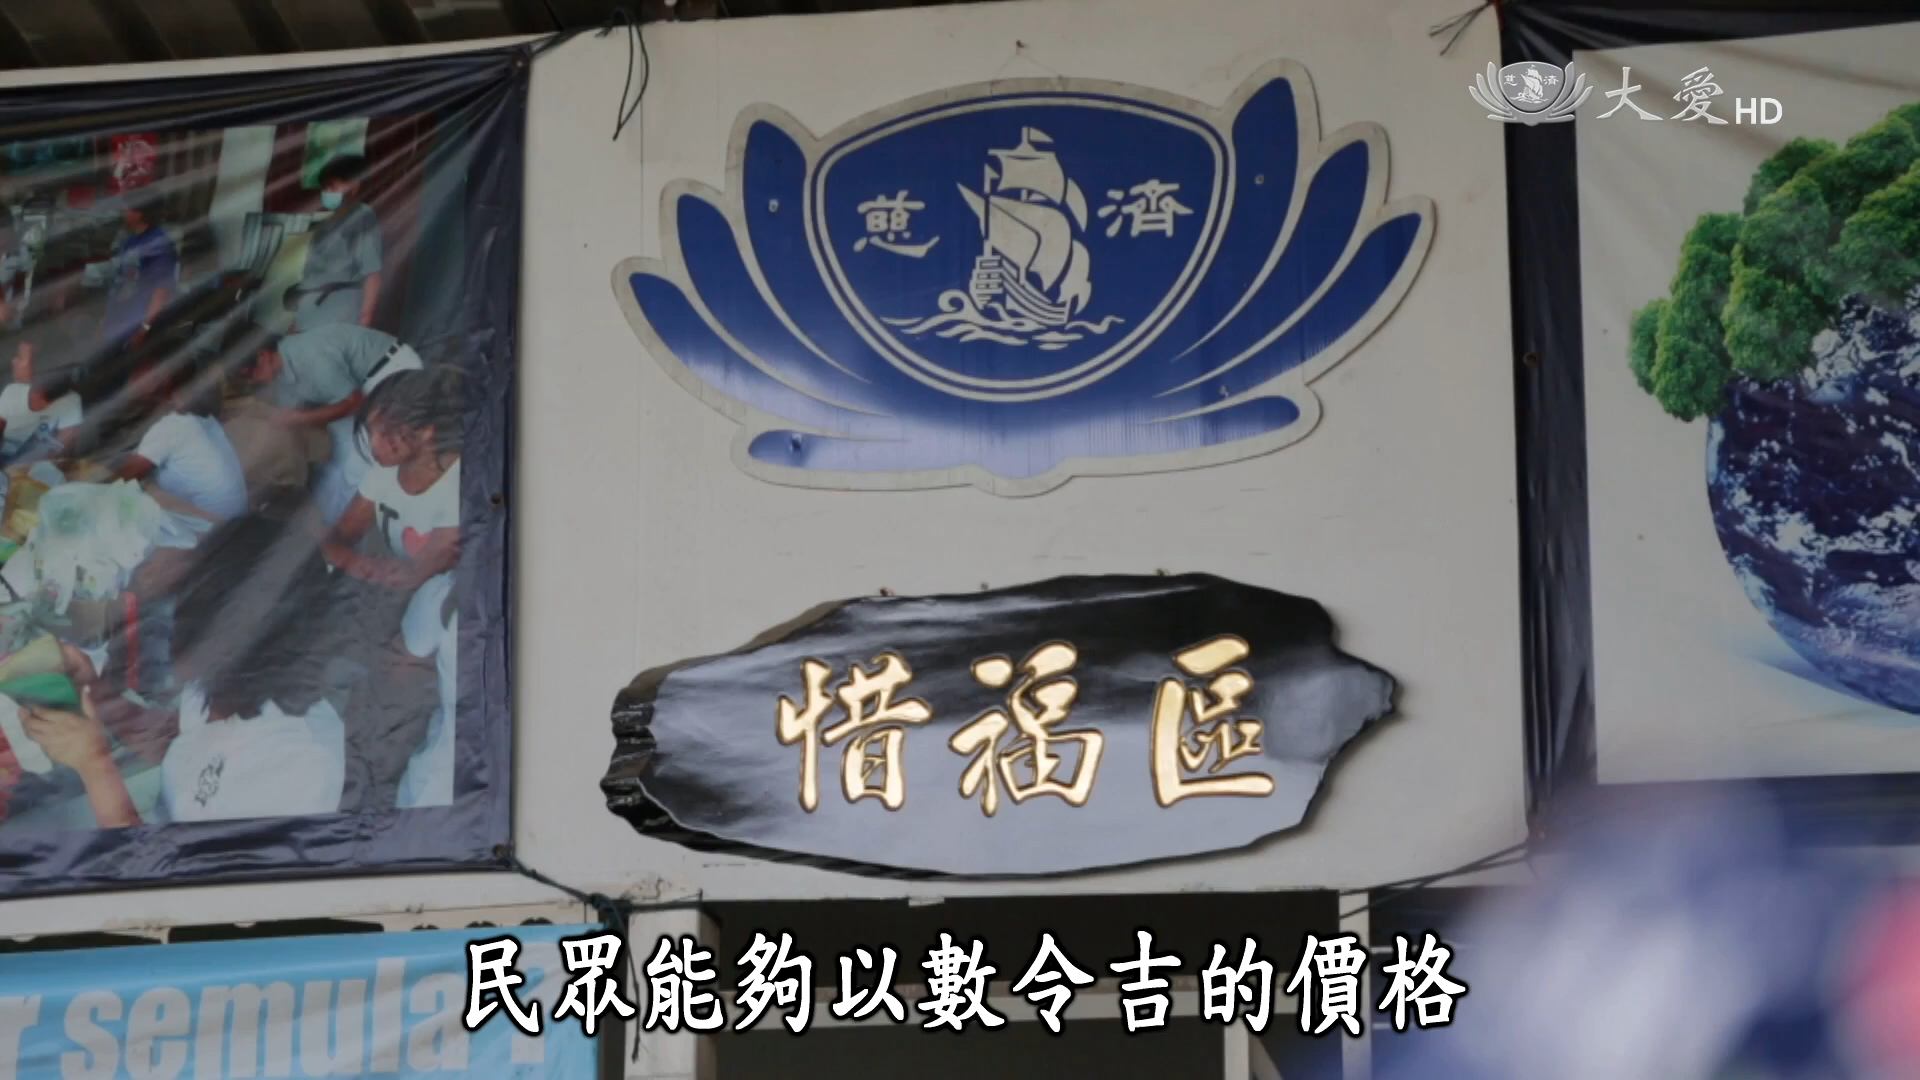 慈濟
大愛HD
慈 濟
惜福區
r semula ?
民眾能夠以數令吉的價格